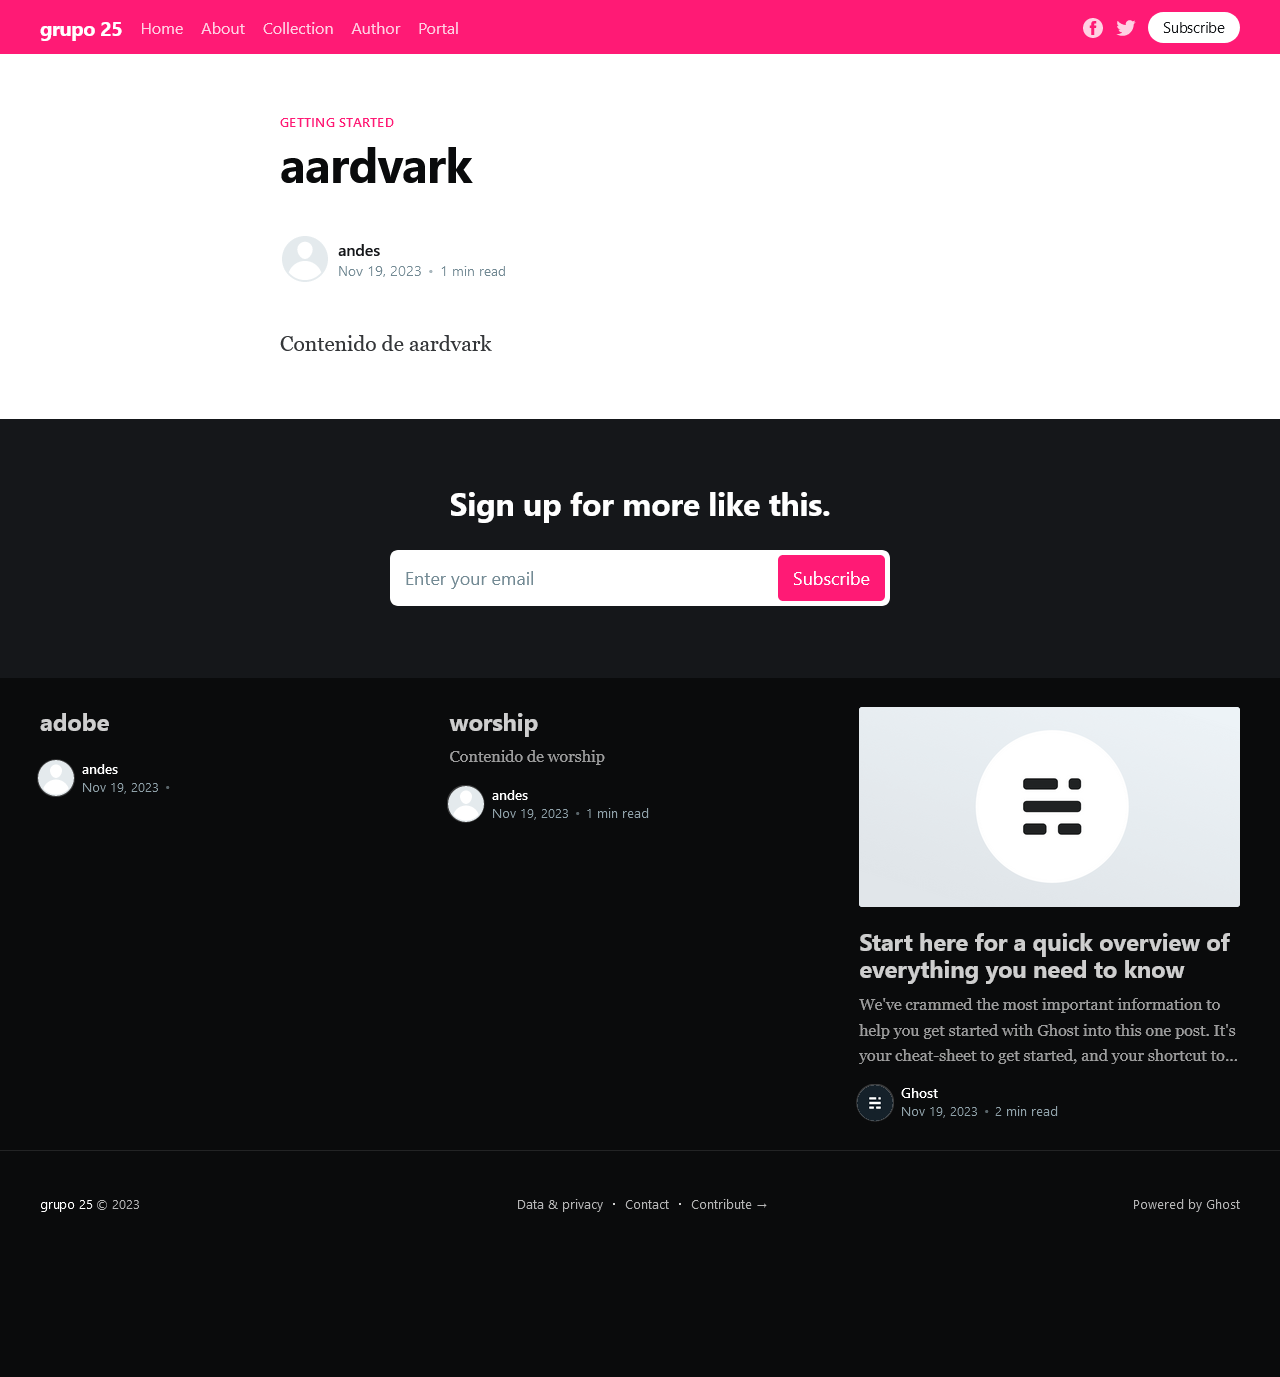 grupo 25 Home About Collection Author Portal Subscribe
GETTING STARTED
aardvark
andes
Nov 19, 2023 • 1 min read
Contenido de aardvark
Sign up for more like this.
Enter your email Subscribe
adobe
andes
Nov 19, 2023 •
worship
Contenido de worship
andes
Nov 19, 2023 • 1 min read
Start here for a quick overview of
everything you need to know
We've crammed the most important information to
help you get started with Ghost into this one post. It's
your cheat-sheet to get started, and your shortcut to…
Ghost
Nov 19, 2023 • 2 min read
grupo 25 © 2023 Data & privacy • Contact • Contribute → Powered by Ghost